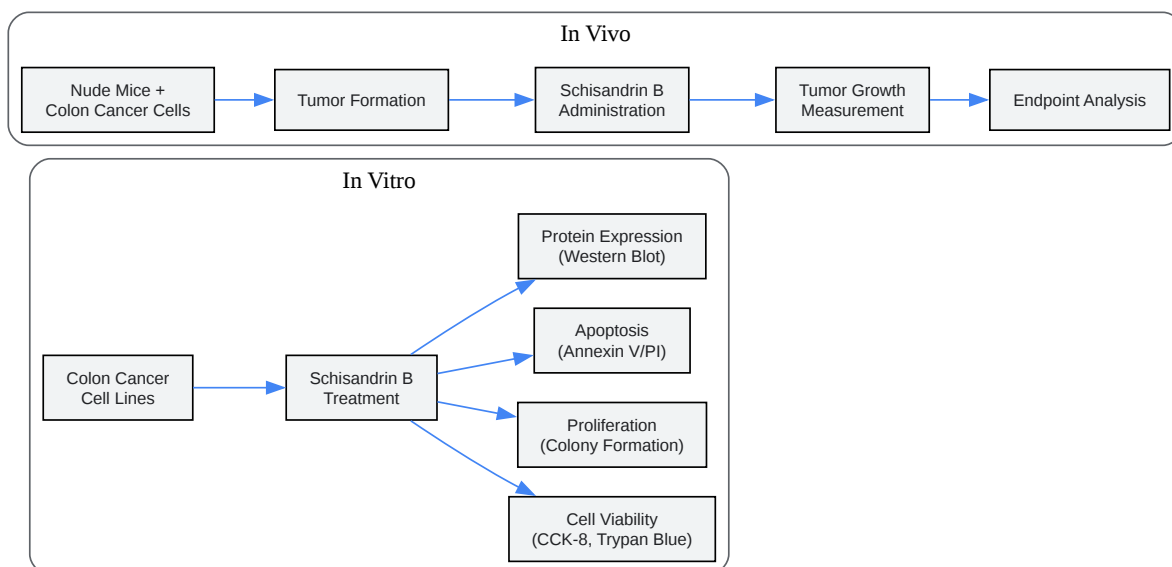 In Vivo
Nude Mice +
Colon Cancer Cells
Tumor Formation
Schisandrin B
Administration
Tumor Growth
Measurement
Endpoint Analysis
In Vitro
Protein Expression
(Western Blot)
Apoptosis
(Annexin V/PI)
Colon Cancer
Cell Lines
Schisandrin B
Treatment
Proliferation
(Colony Formation)
Cell Viability
(CCK-8, Trypan Blue)